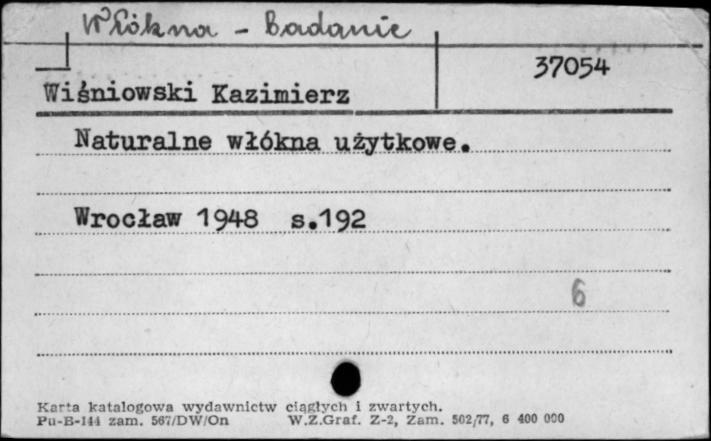 Włókna - Badanie
37054
Wiśniowski Kazimierz
Naturalne włókna użytkowe.
Wrocław 1948 s.192
6
Karta katalogowa wydawnictw ciągłych i zwartych.
Pu-B-144 zam. 567/DW/On W.Z.Graf. Z-2, Zam. 502/77, 6 400 000